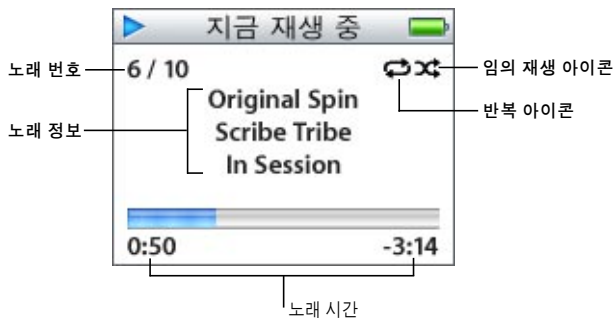 지금 재생 중
노래 번호
6 / 10
임의 재생 아이콘
반복 아이콘
노래 정보
Original Spin
Scribe Tribe
In Session
0:50
-3:14
노래 시간